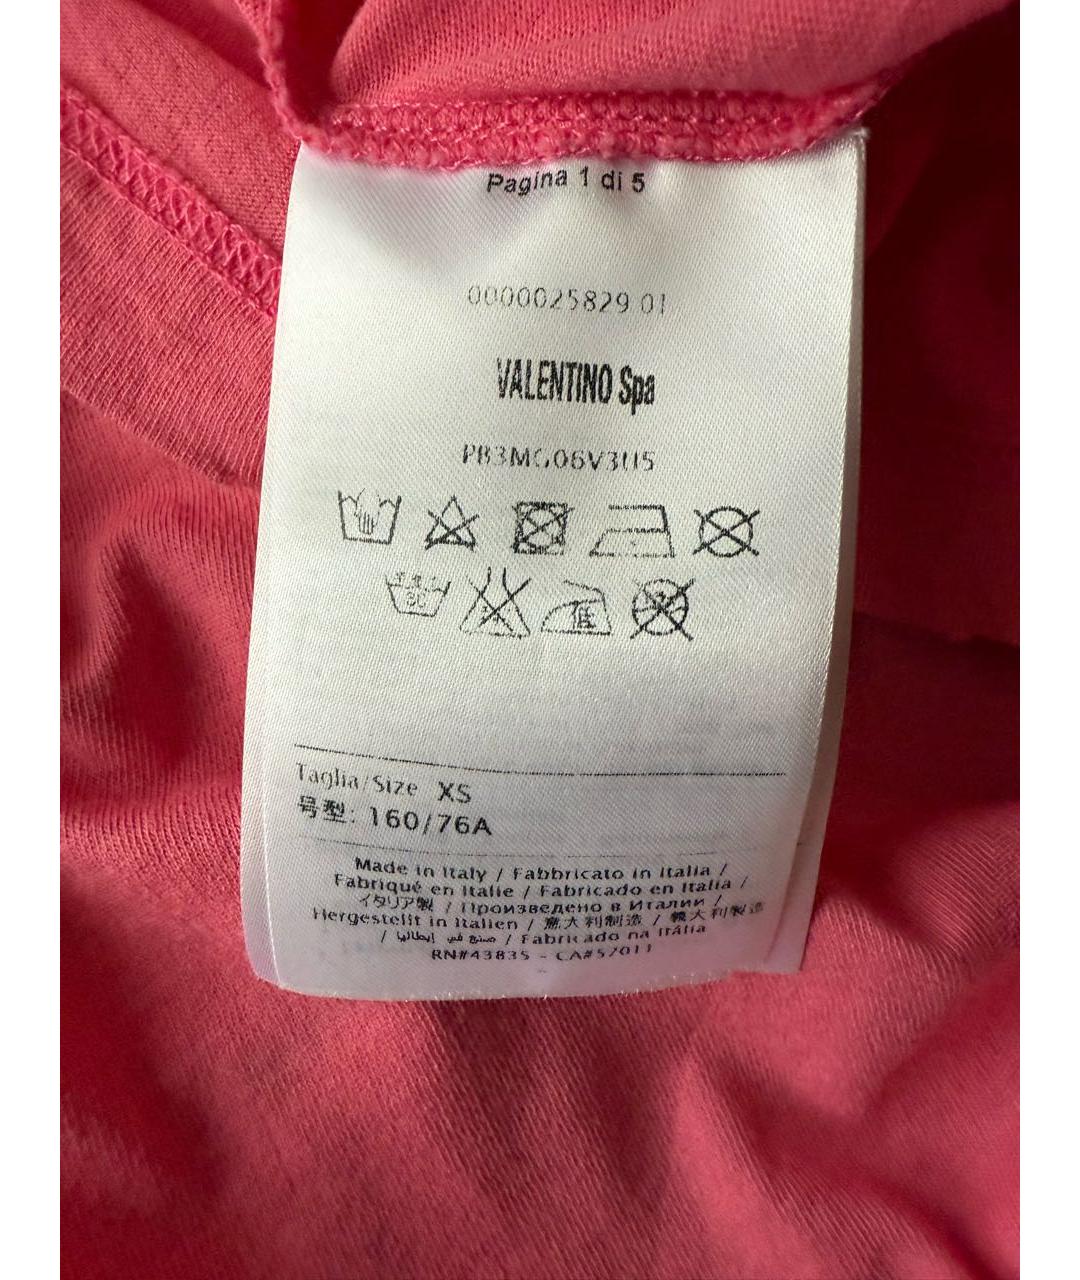 Pagina 1 di 5
0000025829 01
VALENTINO Spa
PB3MG06V3U5
Taglia/Size XS
号型: 160/76A
Made in Italy / Fabbricato in Italia /
Fabriqué en Italie / Fabricado en Italia /
イタリア製 / Произведено в Италии /
Hergestellt in Italien / 意大利制造 / 義大利製造
/ صنع في إيطاليا / Fabricado na Itália
RN#43835 - CA#57011